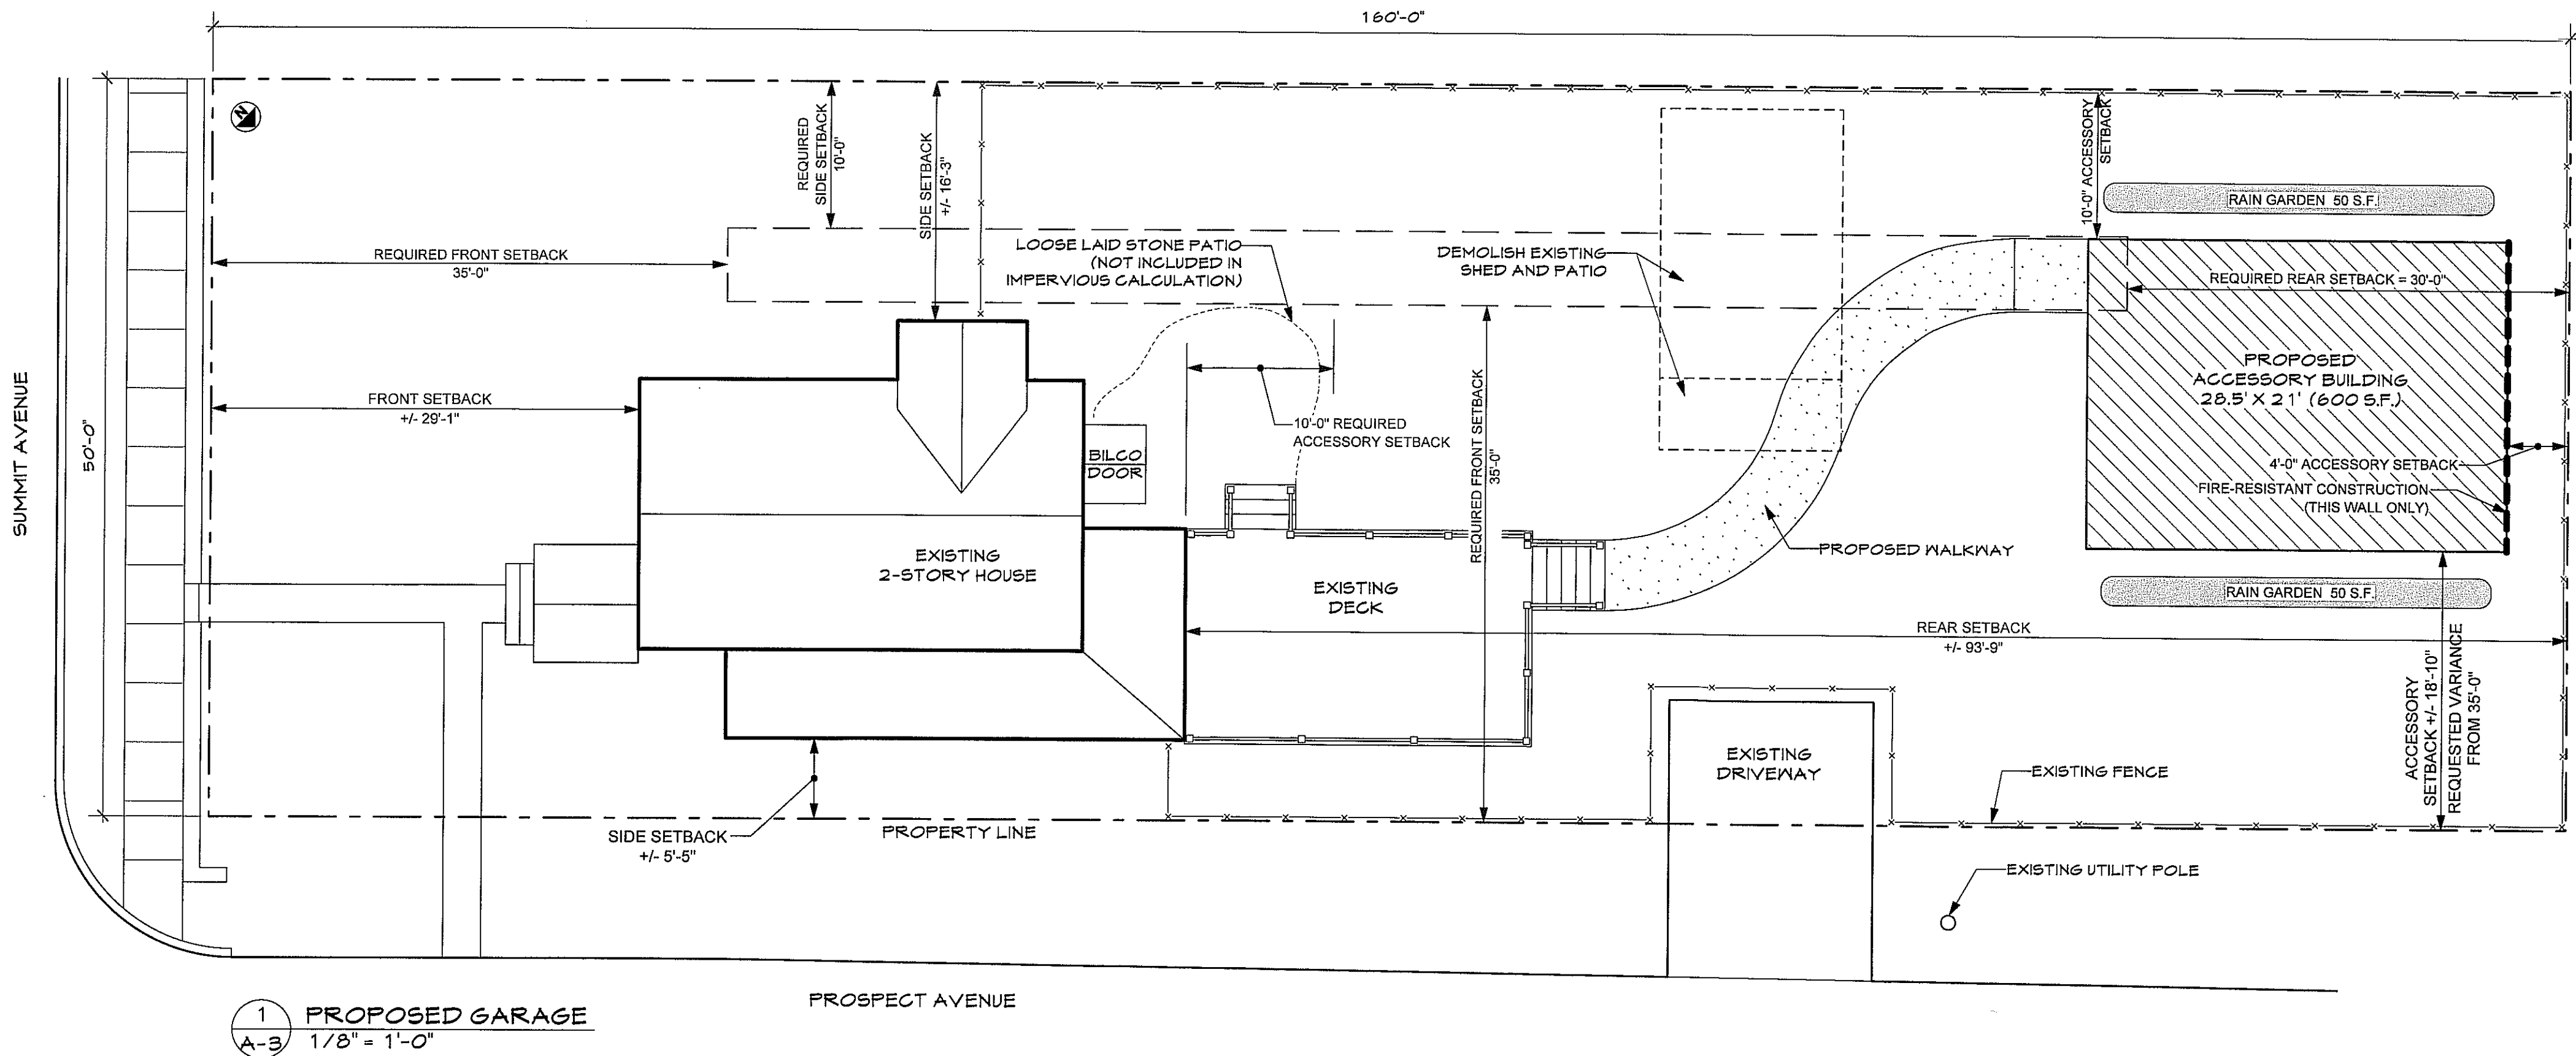 160'-0"
N
SUMMIT AVENUE
50'-0"
REQUIRED
SIDE SETBACK
10'-0"
SIDE SETBACK
+/- 16'-3"
10'-0" ACCESSORY
SETBACK
RAIN GARDEN  50 S.F.
REQUIRED FRONT SETBACK
35'-0"
LOOSE LAID STONE PATIO
(NOT INCLUDED IN
IMPERVIOUS CALCULATION)
DEMOLISH EXISTING
SHED AND PATIO
REQUIRED REAR SETBACK = 30'-0"
FRONT SETBACK
+/- 29'-1"
10'-0" REQUIRED
ACCESSORY SETBACK
REQUIRED FRONT SETBACK
35'-0"
PROPOSED
ACCESSORY BUILDING
28.5' X 21' (600 S.F.)
BILCO
DOOR
4'-0" ACCESSORY SETBACK
FIRE-RESISTANT CONSTRUCTION
(THIS WALL ONLY)
EXISTING
2-STORY HOUSE
EXISTING
DECK
PROPOSED WALKWAY
RAIN GARDEN  50 S.F.
REAR SETBACK
+/- 93'-9"
ACCESSORY
SETBACK +/- 18'-10"
REQUESTED VARIANCE
FROM 35'-0"
EXISTING
DRIVEWAY
EXISTING FENCE
SIDE SETBACK
+/- 5'-5"
PROPERTY LINE
EXISTING UTILITY POLE
PROSPECT AVENUE
1
A-3
PROPOSED GARAGE
1/8" = 1'-0"